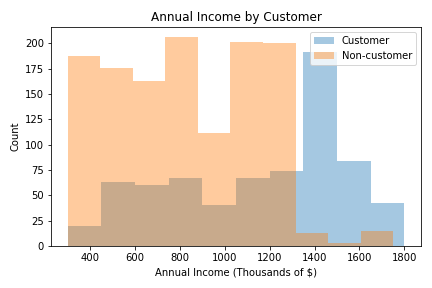 Annual Income by Customer
Customer
Non-customer
Count
200
175
150
125
100
75
50
25
0
400 600 800 1000 1200 1400 1600 1800
Annual Income (Thousands of $)